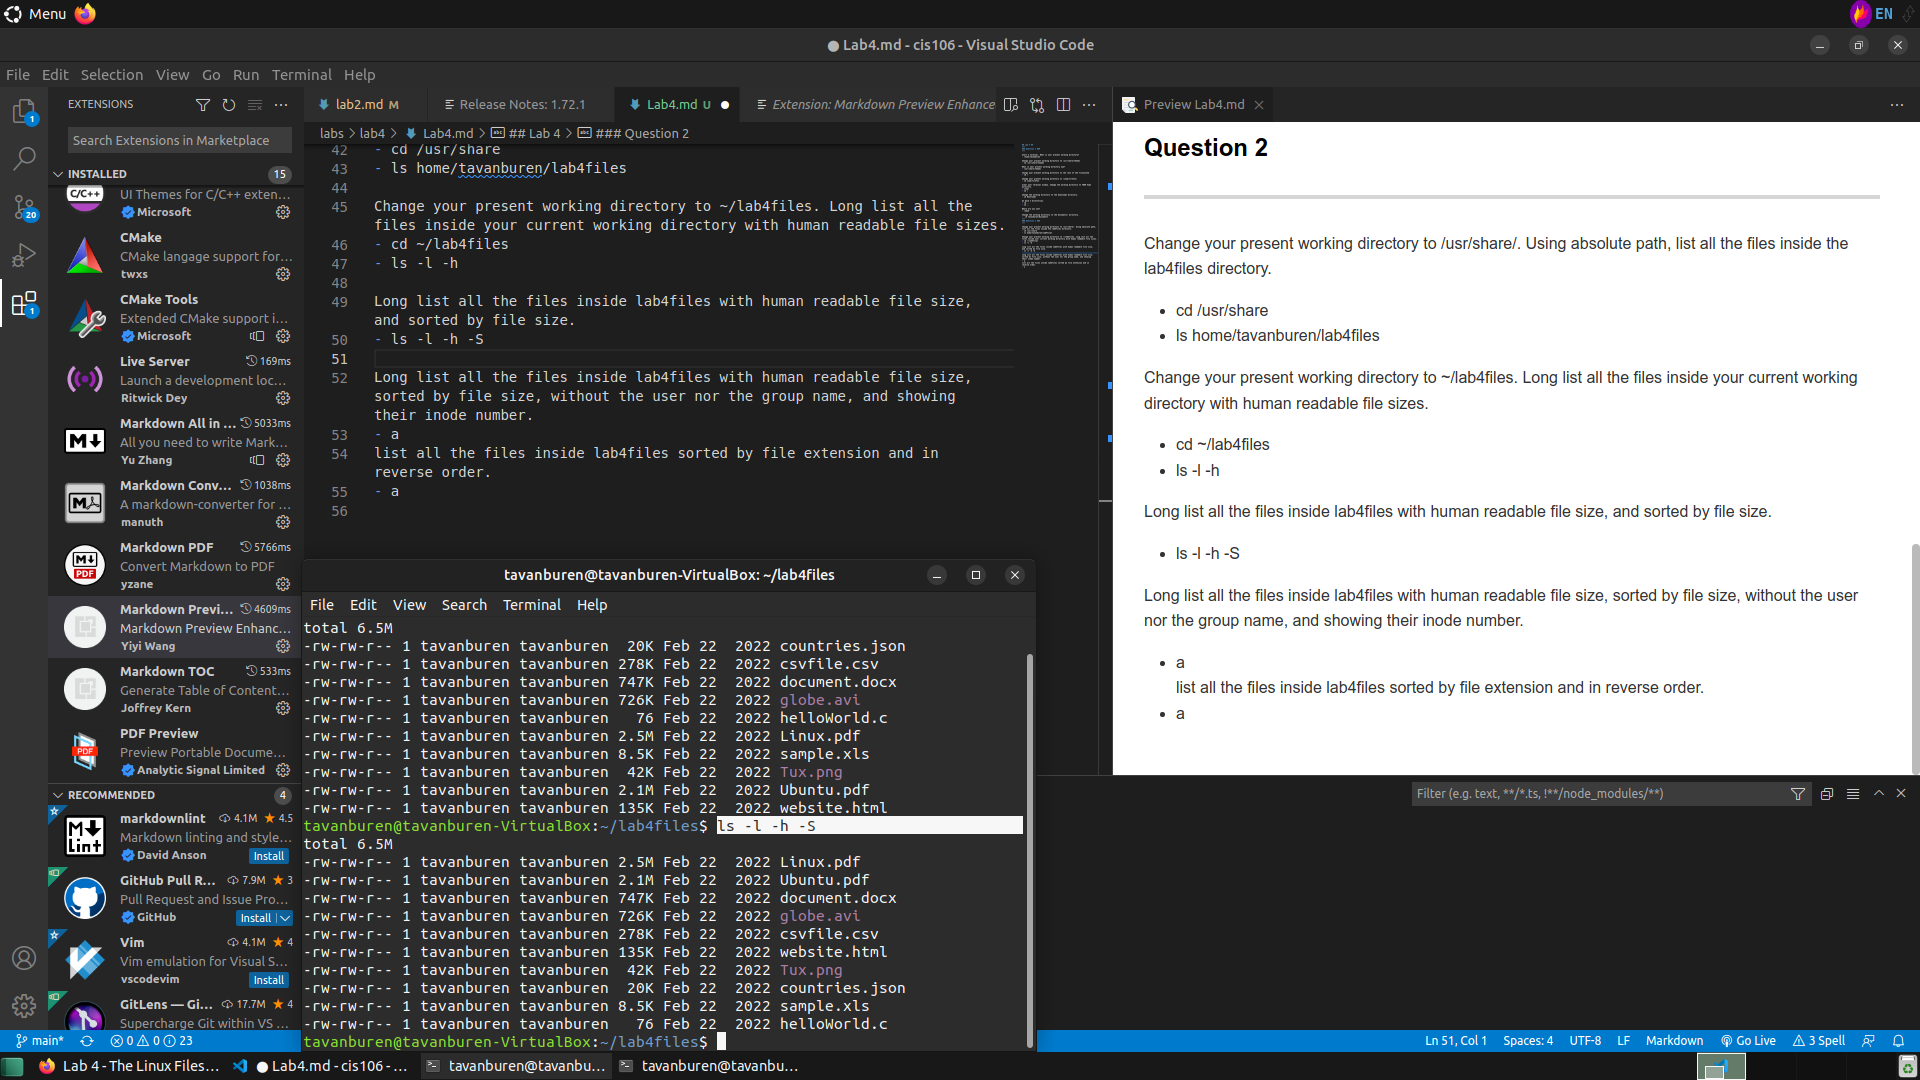 Menu
EN
● Lab4.md - cis106 - Visual Studio Code
File Edit Selection View Go Run Terminal Help
EXTENSIONS
Search Extensions in Marketplace
INSTALLED 15
C/C++
UI Themes for C/C++ exten...
Microsoft
CMake
CMake langage support for...
twxs
CMake Tools
Extended CMake support i...
Microsoft
Live Server 169ms
Launch a development loc...
Ritwick Dey
Markdown All in ... 5033ms
All you need to write Mark...
Yu Zhang
Markdown Conv... 1038ms
A markdown-converter for ...
manuth
Markdown PDF 5766ms
Convert Markdown to PDF
yzane
Markdown Previ... 4609ms
Markdown Preview Enhanc...
Yiyi Wang
Markdown TOC 533ms
Generate Table of Content...
Joffrey Kern
PDF Preview
Preview Portable Docume...
Analytic Signal Limited
RECOMMENDED 4
markdownlint 4.1M 4.5
Markdown linting and style...
David Anson Install
GitHub Pull R... 7.9M 3
Pull Request and Issue Pro...
GitHub Install
Vim 4.1M 4
Vim emulation for Visual S...
vscodevim Install
GitLens — Gi... 17.7M 4
Supercharge Git within VS ...
1
20
1
lab2.md M Release Notes: 1.72.1 Lab4.md U Extension: Markdown Preview Enhance
labs > lab4 > Lab4.md > ## Lab 4 > ### Question 2
42 - cd /usr/share
43 - ls home/tavanburen/lab4files
44
45 Change your present working directory to ~/lab4files. Long list all the
files inside your current working directory with human readable file sizes.
46 - cd ~/lab4files
47 - ls -l -h
48
49 Long list all the files inside lab4files with human readable file size,
and sorted by file size.
50 - ls -l -h -S
51
52 Long list all the files inside lab4files with human readable file size,
sorted by file size, without the user nor the group name, and showing
their inode number.
53 - a
54 list all the files inside lab4files sorted by file extension and in
reverse order.
55 - a
56
Preview Lab4.md
Question 2
Change your present working directory to /usr/share/. Using absolute path, list all the files inside the
lab4files directory.
• cd /usr/share
• ls home/tavanburen/lab4files
Change your present working directory to ~/lab4files. Long list all the files inside your current working
directory with human readable file sizes.
• cd ~/lab4files
• ls -l -h
Long list all the files inside lab4files with human readable file size, and sorted by file size.
• ls -l -h -S
Long list all the files inside lab4files with human readable file size, sorted by file size, without the user
nor the group name, and showing their inode number.
• a
list all the files inside lab4files sorted by file extension and in reverse order.
• a
Filter (e.g. text, **/*.ts, !**/node_modules/**)
tavanburen@tavanburen-VirtualBox: ~/lab4files
File Edit View Search Terminal Help
total 6.5M
-rw-rw-r-- 1 tavanburen tavanburen 20K Feb 22 2022 countries.json
-rw-rw-r-- 1 tavanburen tavanburen 278K Feb 22 2022 csvfile.csv
-rw-rw-r-- 1 tavanburen tavanburen 747K Feb 22 2022 document.docx
-rw-rw-r-- 1 tavanburen tavanburen 726K Feb 22 2022 globe.avi
-rw-rw-r-- 1 tavanburen tavanburen 76 Feb 22 2022 helloWorld.c
-rw-rw-r-- 1 tavanburen tavanburen 2.5M Feb 22 2022 Linux.pdf
-rw-rw-r-- 1 tavanburen tavanburen 8.5K Feb 22 2022 sample.xls
-rw-rw-r-- 1 tavanburen tavanburen 42K Feb 22 2022 Tux.png
-rw-rw-r-- 1 tavanburen tavanburen 2.1M Feb 22 2022 Ubuntu.pdf
-rw-rw-r-- 1 tavanburen tavanburen 135K Feb 22 2022 website.html
tavanburen@tavanburen-VirtualBox:~/lab4files$ ls -l -h -S
total 6.5M
-rw-rw-r-- 1 tavanburen tavanburen 2.5M Feb 22 2022 Linux.pdf
-rw-rw-r-- 1 tavanburen tavanburen 2.1M Feb 22 2022 Ubuntu.pdf
-rw-rw-r-- 1 tavanburen tavanburen 747K Feb 22 2022 document.docx
-rw-rw-r-- 1 tavanburen tavanburen 726K Feb 22 2022 globe.avi
-rw-rw-r-- 1 tavanburen tavanburen 278K Feb 22 2022 csvfile.csv
-rw-rw-r-- 1 tavanburen tavanburen 135K Feb 22 2022 website.html
-rw-rw-r-- 1 tavanburen tavanburen 42K Feb 22 2022 Tux.png
-rw-rw-r-- 1 tavanburen tavanburen 20K Feb 22 2022 countries.json
-rw-rw-r-- 1 tavanburen tavanburen 8.5K Feb 22 2022 sample.xls
-rw-rw-r-- 1 tavanburen tavanburen 76 Feb 22 2022 helloWorld.c
tavanburen@tavanburen-VirtualBox:~/lab4files$
main* 0 0 23 Ln 51, Col 1 Spaces: 4 UTF-8 LF Markdown Go Live 3 Spell
Lab 4 - The Linux Files... ● Lab4.md - cis106 - ... tavanburen@tavanbu... tavanburen@tavanbu...